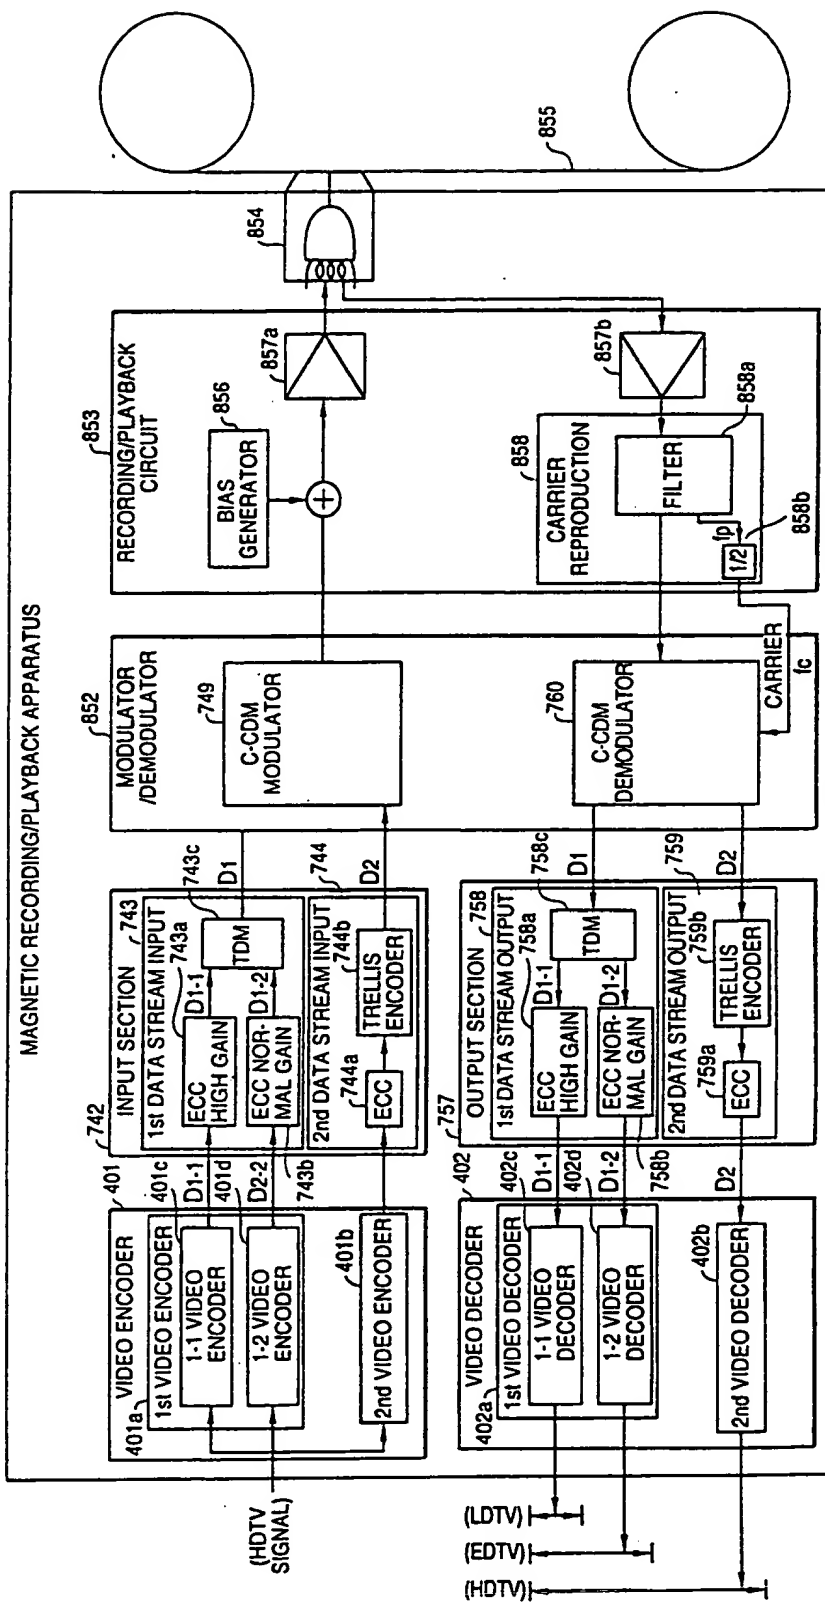 MAGNETIC RECORDING/PLAYBACK APPARATUS
401
VIDEO ENCODER
401a
1st VIDEO ENCODER
401c
1-1 VIDEO
ENCODER
401d
1-2 VIDEO
ENCODER
401b
2nd VIDEO ENCODER
(HDTV
SIGNAL)
D1-1
D2-2
742
INPUT SECTION
743
1st DATA STREAM INPUT
743a
ECC
HIGH GAIN
D1-1
743c
TDM
ECC NOR-
MAL GAIN
D1-2
743b
744
2nd DATA STREAM INPUT
744a
ECC
744b
TRELLIS
ENCODER
D1
D2
852
MODULATOR
/DEMODULATOR
749
C-CDM
MODULATOR
760
C-CDM
DEMODULATOR
CARRIER
fc
853
RECORDING/PLAYBACK
CIRCUIT
856
BIAS
GENERATOR
+
857a
854
855
857b
858
CARRIER
REPRODUCTION
858a
FILTER
fp
858b
1/2
757
OUTPUT SECTION
758
1st DATA STREAM OUTPUT
758a
ECC
HIGH GAIN
D1-1
758c
TDM
D1
ECC NOR-
MAL GAIN
D1-2
758b
759
2nd DATA STREAM OUTPUT
759a
ECC
759b
TRELLIS
ENCODER
D2
402
VIDEO DECODER
402a
1st VIDEO DECODER
402c
1-1 VIDEO
DECODER
D1-1
402d
1-2 VIDEO
DECODER
D1-2
402b
2nd VIDEO DECODER
D2
(LDTV)
(EDTV)
(HDTV)